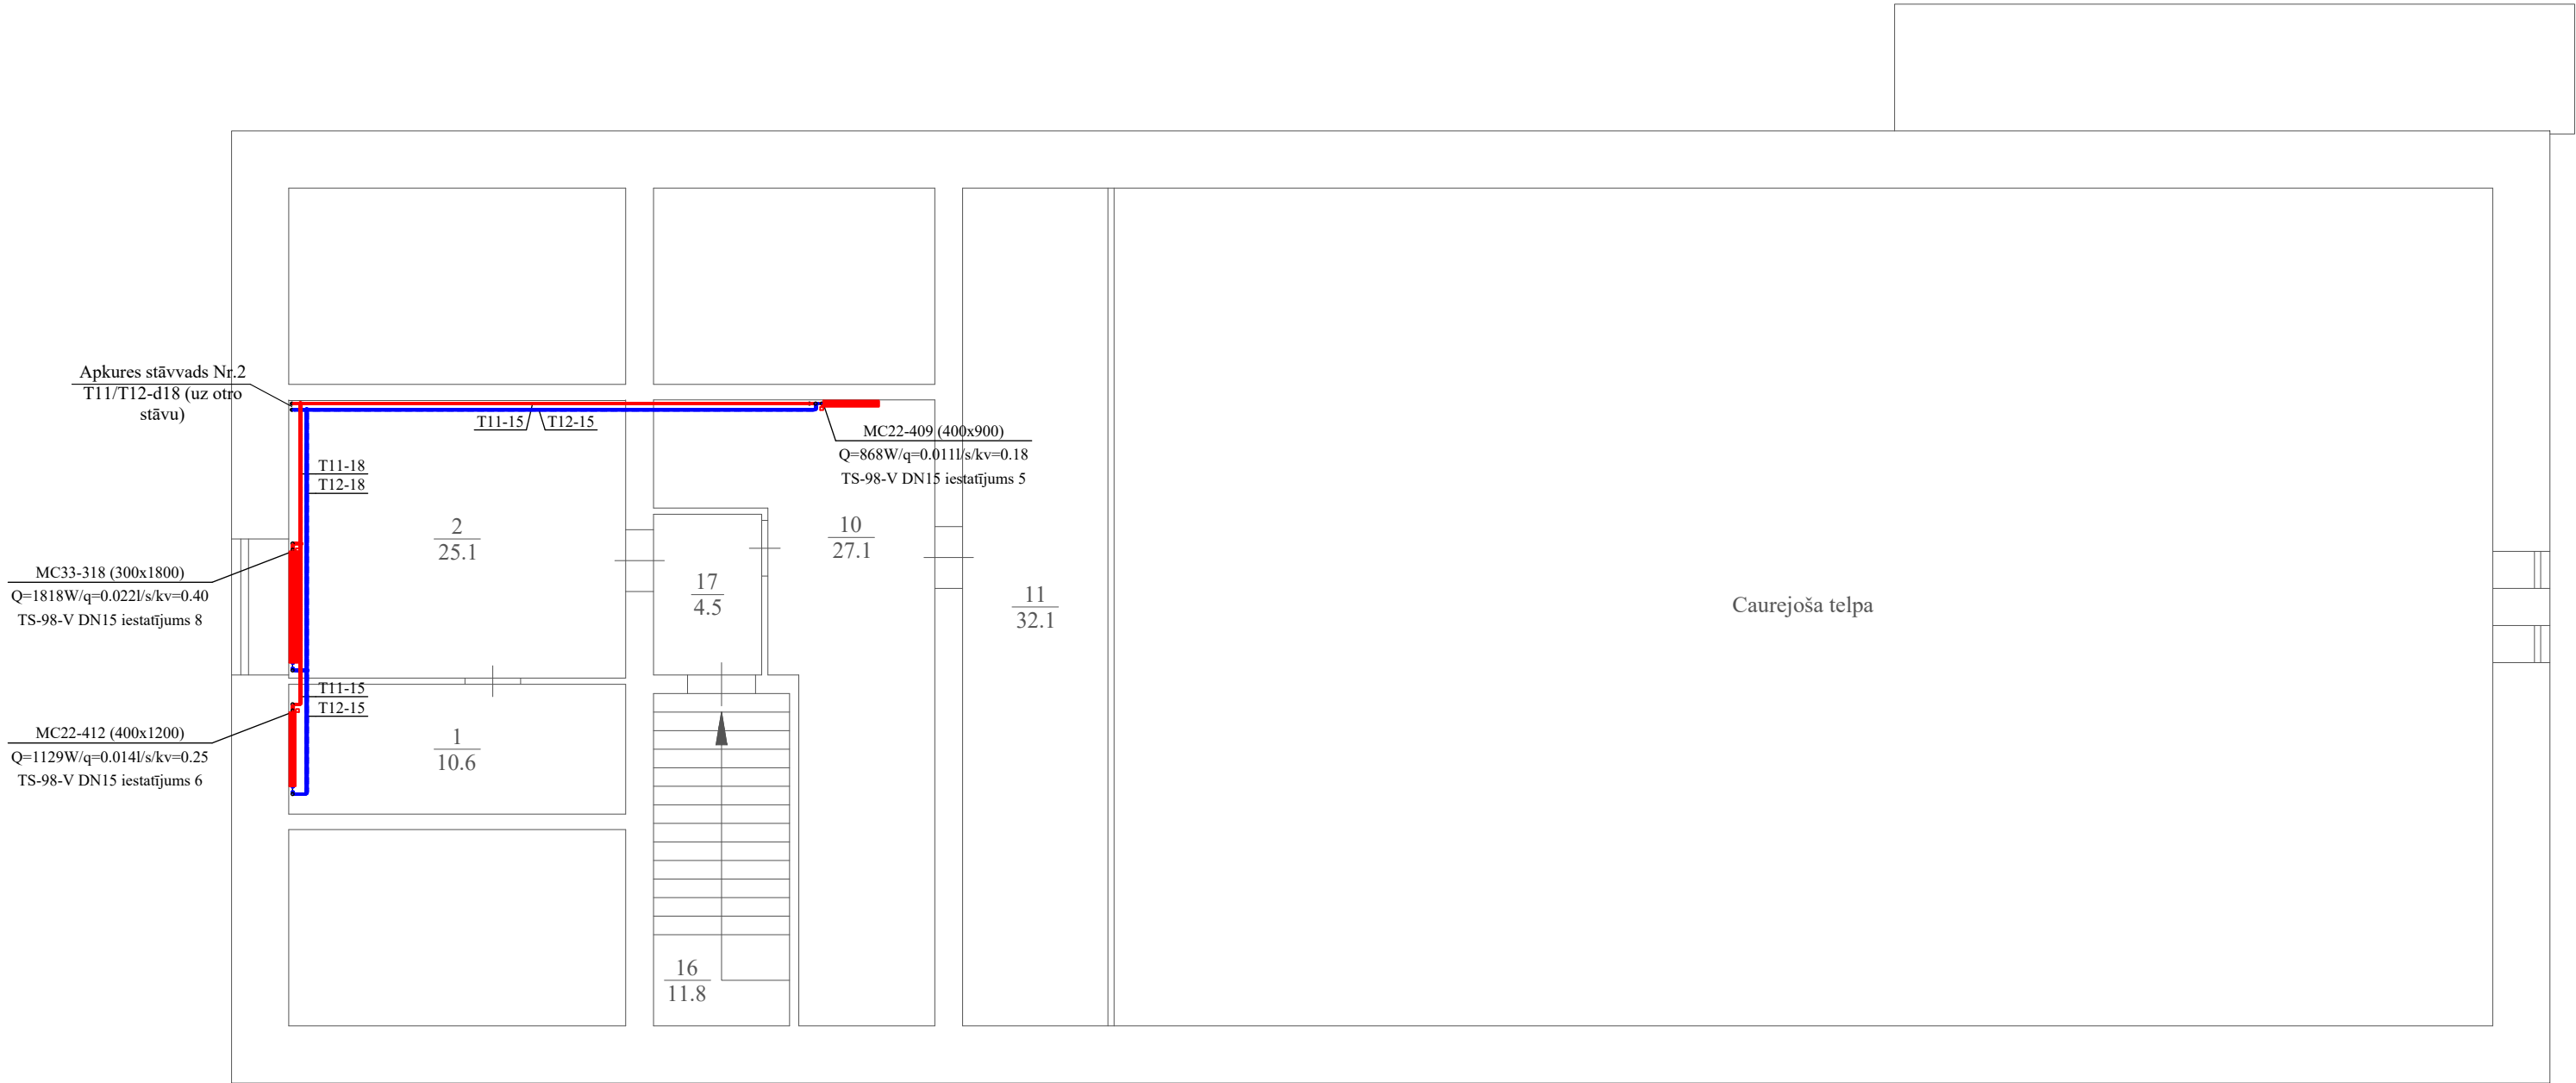 Apkures stāvvads Nr.2
T11/T12-d18 (uz otro
stāvu)
T11-15
T12-15
MC22-409 (400x900)
Q=868W/q=0.011l/s/kv=0.18
TS-98-V DN15 iestatījums 5
T11-18
T12-18
2
25.1
10
27.1
MC33-318 (300x1800)
Q=1818W/q=0.022l/s/kv=0.40
TS-98-V DN15 iestatījums 8
17
4.5
11
32.1
Caurejoša telpa
T11-15
T12-15
MC22-412 (400x1200)
Q=1129W/q=0.014l/s/kv=0.25
TS-98-V DN15 iestatījums 6
1
10.6
16
11.8